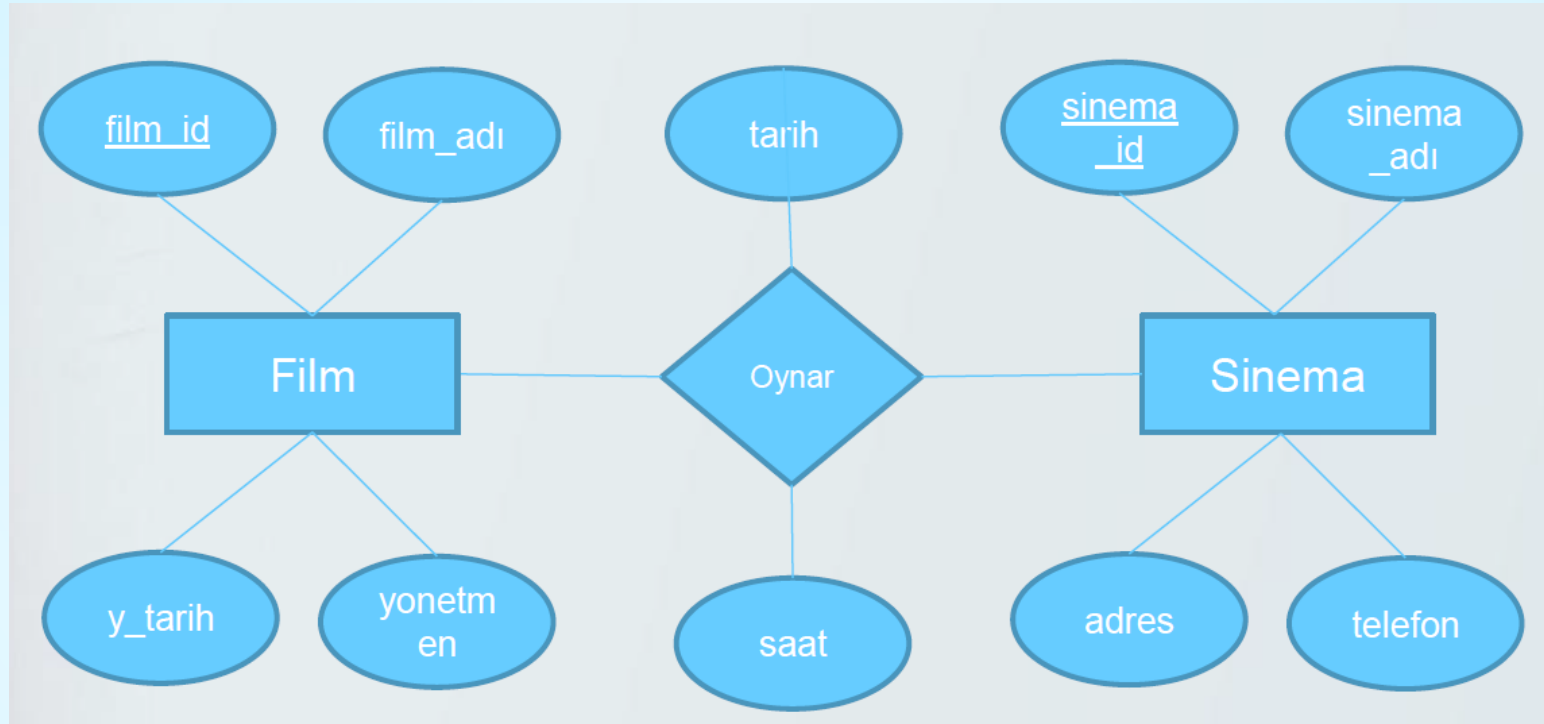 film_id
film_adı
tarih
sinema
_id
sinema
_adı
Film
Oynar
Sinema
y_tarih
yonetm
en
saat
adres
telefon